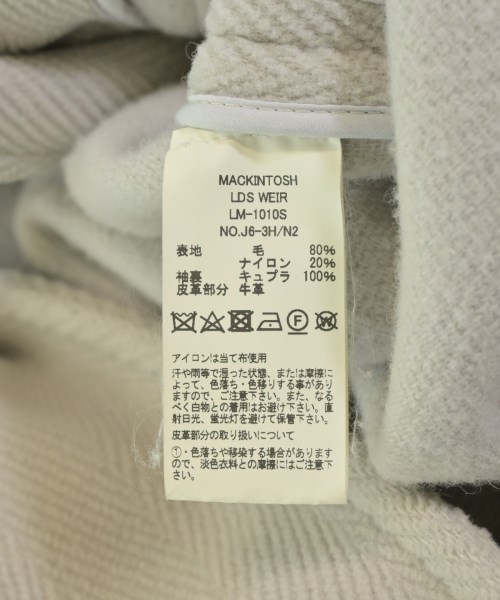 MACKINTOSH
LDS WEIR
LM-1010S
NO.J6-3H/N2
表地 毛 80%
ナイロン 20%
袖裏 キュプラ 100%
皮革部分 牛革
アイロンは当て布使用
汗や雨等で湿った状態、または摩擦に
よって、色落ち・色移りする事があり
ますので、ご注意下さい。また、なる
べく白物との着用はお避け下さい。直
射日光、蛍光灯を避けて保管下さい。
皮革部分の取り扱いについて
①・色落ちや移染する場合があります
ので、淡色衣料との摩擦にはご注意下
さい。